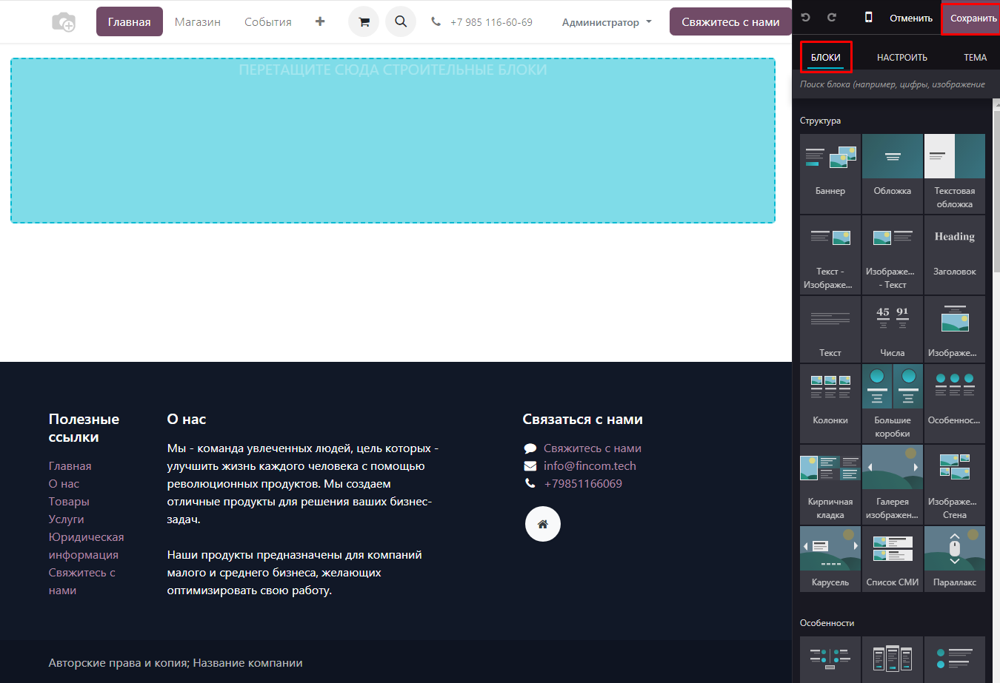 Главная
Магазин
События
+7 985 116-60-69
Администратор
Свяжитесь с нами
Отменить
Сохранить
БЛОКИ
НАСТРОИТЬ
ТЕМА
Поиск блока (например, цифры, изображение
ПЕРЕТАЩИТЕ СЮДА СТРОИТЕЛЬНЫЕ БЛОКИ
Структура
Баннер
Обложка
Текстовая
обложка
Heading
Текст -
Изображе...
Изображе...
- Текст
Заголовок
45 91
Текст
Числа
Изображе...
Колонки
Большие
коробки
Особеннос...
Кирпичная
кладка
Галерея
изображен...
Изображе...
Стена
Карусель
Список СМИ
Параллакс
Особенности
Полезные
ссылки
Главная
О нас
Товары
Услуги
Юридическая
информация
Свяжитесь с
нами
О нас
Мы - команда увлеченных людей, цель которых -
улучшить жизнь каждого человека с помощью
революционных продуктов. Мы создаем
отличные продукты для решения ваших бизнес-
задач.
Наши продукты предназначены для компаний
малого и среднего бизнеса, желающих
оптимизировать свою работу.
Связаться с нами
Свяжитесь с нами
info@fincom.tech
+79851166069
Авторские права и копия; Название компании